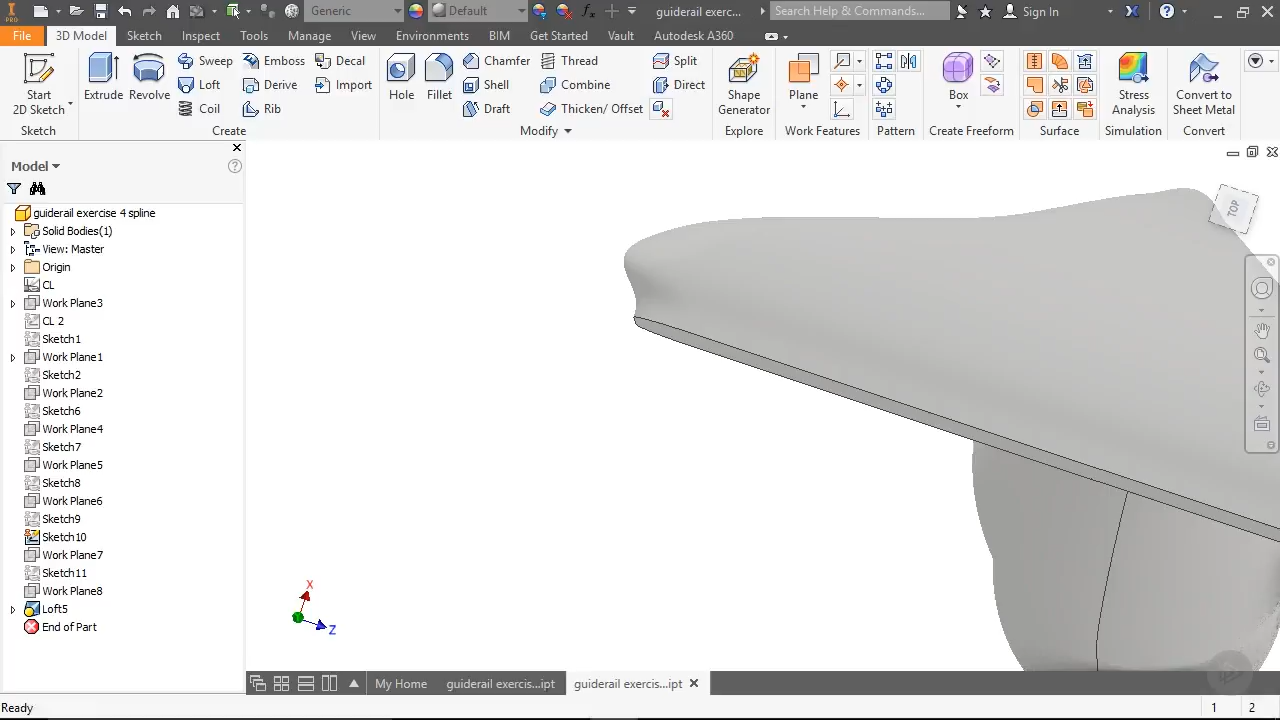 PRO
Generic
Default
guiderail exerc...
Search Help & Commands...
Sign In
File
3D Model
Sketch
Inspect
Tools
Manage
View
Environments
BIM
Get Started
Vault
Autodesk A360
Start
2D Sketch
Sketch
Extrude
Revolve
Sweep
Loft
Coil
Emboss
Derive
Rib
Decal
Import
Create
Hole
Fillet
Chamfer
Shell
Draft
Thread
Combine
Thicken/ Offset
Split
Direct
Modify
Shape
Generator
Explore
Plane
Work Features
Pattern
Box
Create Freeform
Surface
Stress
Analysis
Simulation
Convert to
Sheet Metal
Convert
Model
guiderail exercise 4 spline
Solid Bodies(1)
View: Master
Origin
CL
Work Plane3
CL 2
Sketch1
Work Plane1
Sketch2
Work Plane2
Sketch6
Work Plane4
Sketch7
Work Plane5
Sketch8
Work Plane6
Sketch9
Sketch10
Work Plane7
Sketch11
Work Plane8
Loft5
End of Part
TOP
X
Z
My Home
guiderail exercis...ipt
guiderail exercis...ipt
Ready
1
2